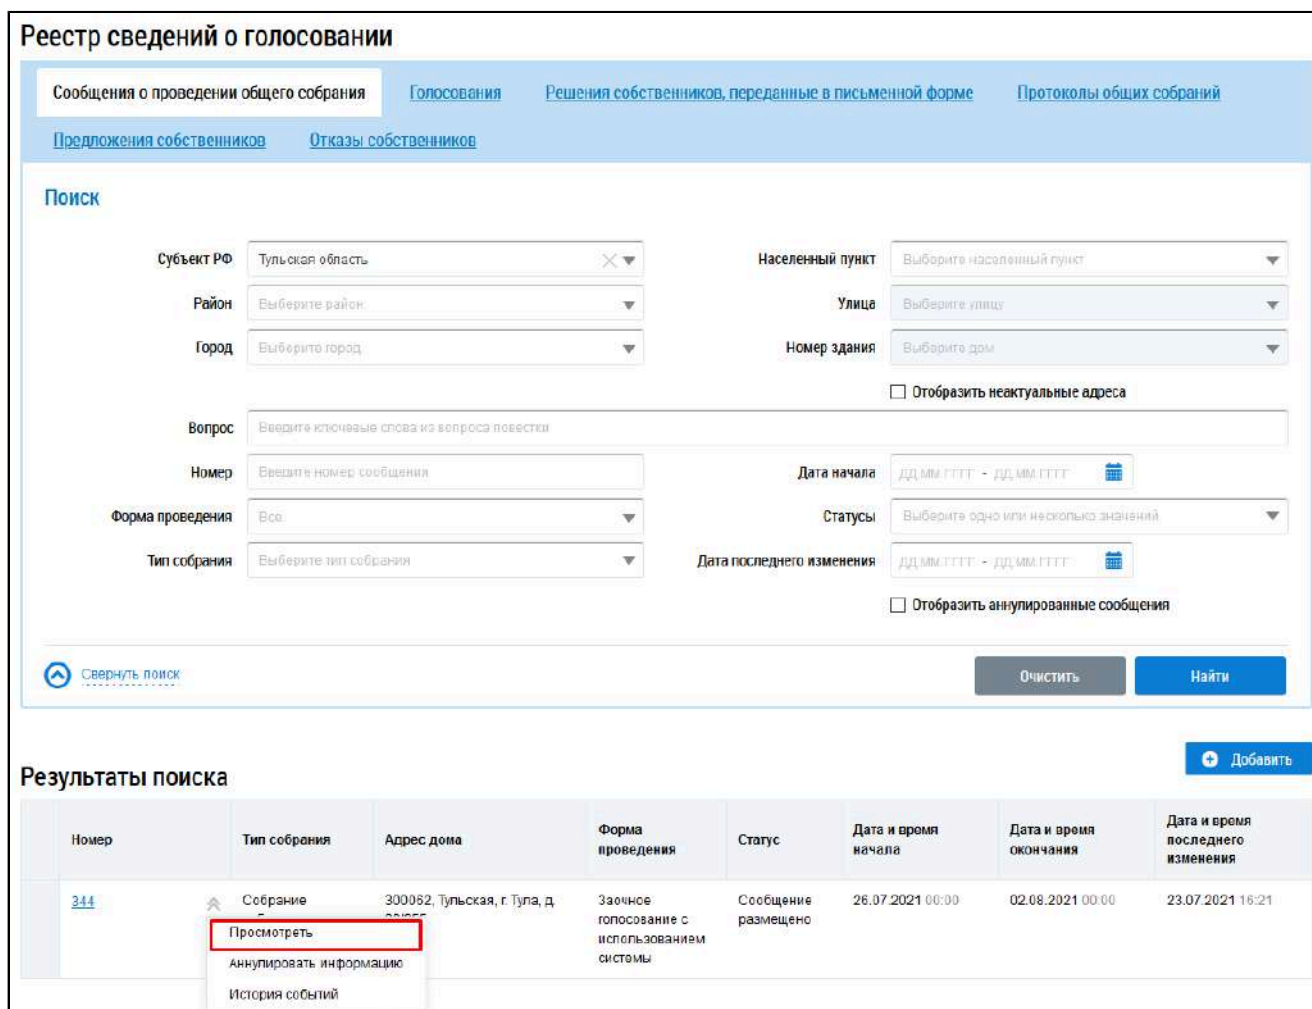 Реестр сведений о голосовании
Сообщения о проведении общего собрания Голосования Решения собственников, переданные в письменной форме Протоколы общих собраний
Предложения собственников Отказы собственников
Поиск
Субъект РФ Тульская область Населенный пункт Выберите населенный пункт
Район Выберите район Улица Выберите улицу
Город Выберите город Номер здания Выберите дом
Отобразить неактуальные адреса
Вопрос Введите ключевые слова из вопроса повестки
Номер Введите номер сообщения Дата начала ДД.ММ.ГГГГ - ДД.ММ.ГГГГ
Форма проведения Все Статусы Выберите одно или несколько значений
Тип собрания Выберите тип собрания Дата последнего изменения ДД.ММ.ГГГГ - ДД.ММ.ГГГГ
Отобразить аннулированные сообщения
Свернуть поиск Очистить Найти
Добавить
Результаты поиска
Номер Тип собрания Адрес дома Форма проведения Статус Дата и время начала Дата и время окончания Дата и время последнего изменения
344 Собрание 300062, Тульская, г. Тула, д. Заочное Сообщение 26.07.2021 00:00 02.08.2021 00:00 23.07.2021 16:21
голосование с размещено
Просмотреть использованием
системы
Аннулировать информацию
История событий